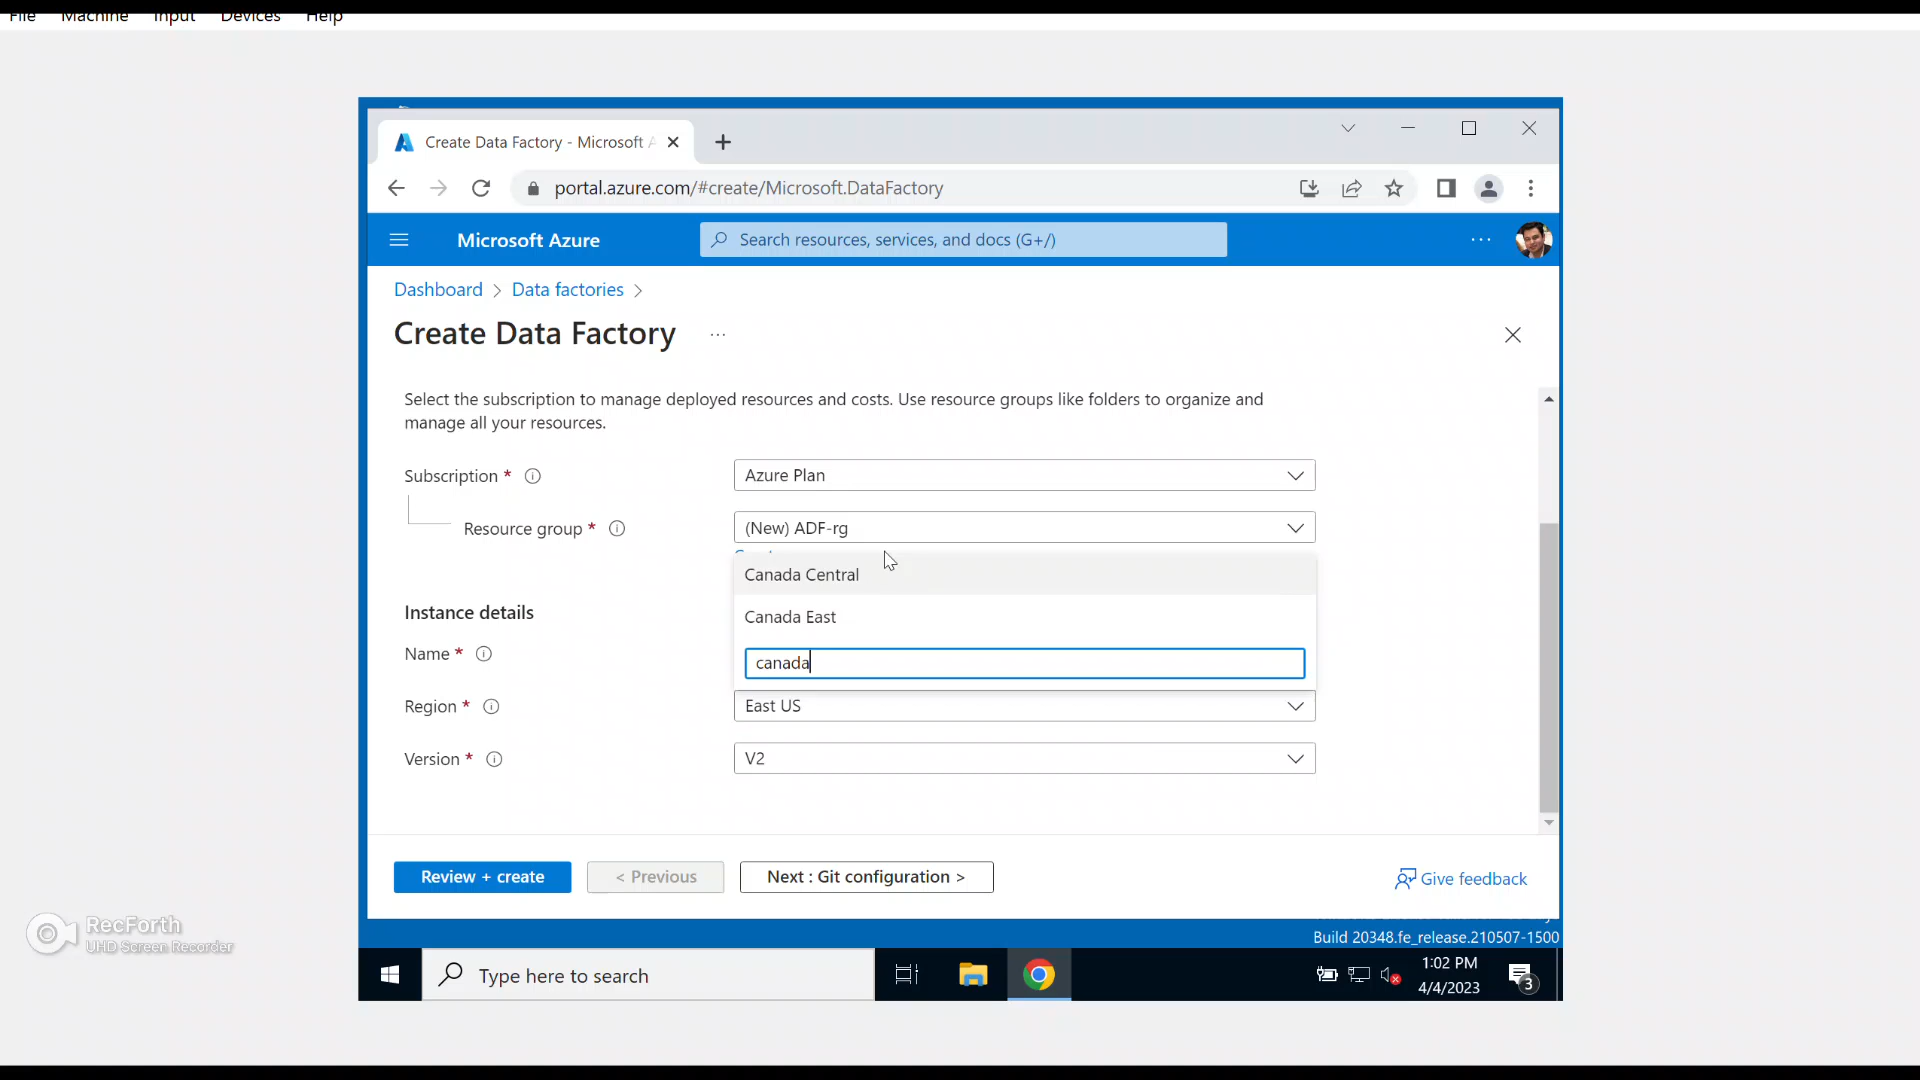 File Machine Input Devices Help
Create Data Factory - Microsoft A
portal.azure.com/#create/Microsoft.DataFactory
Microsoft Azure
Search resources, services, and docs (G+/)
Dashboard > Data factories >
Create Data Factory ...
Select the subscription to manage deployed resources and costs. Use resource groups like folders to organize and
manage all your resources.
Subscription *
Azure Plan
Resource group *
(New) ADF-rg
Canada Central
Instance details
Canada East
Name *
canada
Region *
East US
Version *
V2
Review + create
< Previous
Next : Git configuration >
Give feedback
RecForth
UHD Screen Recorder
Build 20348.fe_release.210507-1500
Type here to search
1:02 PM
4/4/2023
3